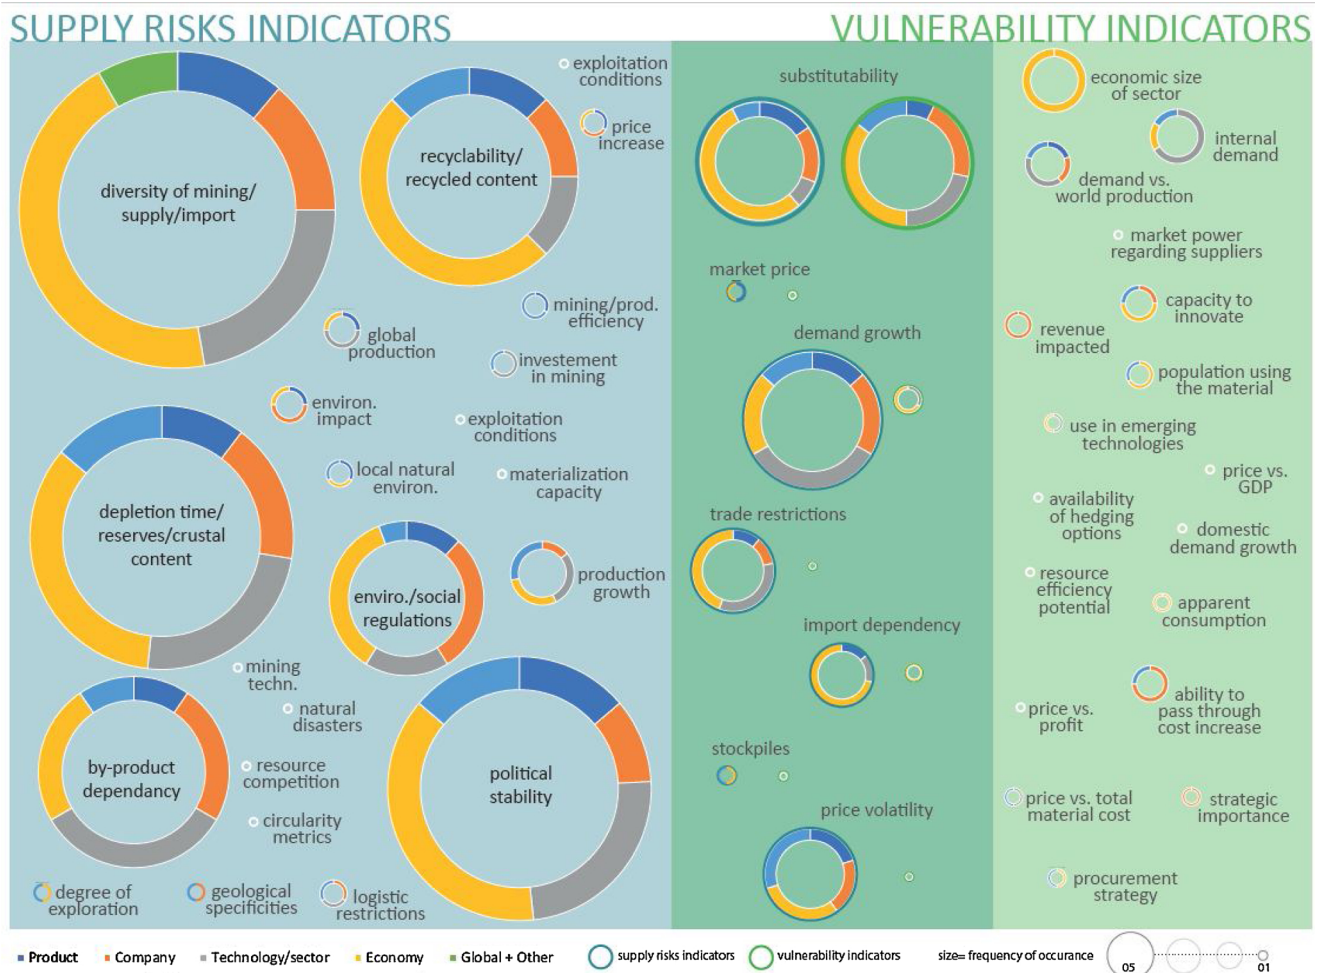 SUPPLY RISKS INDICATORS
VULNERABILITY INDICATORS
diversity of mining/
supply/import
recyclability/
recycled content
exploitation
conditions
price
increase
global
production
mining/prod.
efficiency
investement
in mining
environ.
impact
exploitation
conditions
local natural
environ.
materialization
capacity
depletion time/
reserves/crustal
content
enviro./social
regulations
production
growth
mining
techn.
natural
disasters
by-product
dependancy
resource
competition
circularity
metrics
political
stability
degree of
exploration
geological
specificities
logistic
restrictions
substitutability
market price
demand growth
trade restrictions
import dependency
stockpiles
price volatility
economic size
of sector
internal
demand
demand vs.
world production
market power
regarding suppliers
capacity to
innovate
revenue
impacted
population using
the material
use in emerging
technologies
price vs.
GDP
availability
of hedging
options
domestic
demand growth
resource
efficiency
potential
apparent
consumption
ability to
pass through
cost increase
price vs.
profit
price vs. total
material cost
strategic
importance
procurement
strategy
Product
Company
Technology/sector
Economy
Global + Other
supply risks indicators
vulnerability indicators
size= frequency of occurance
05
01